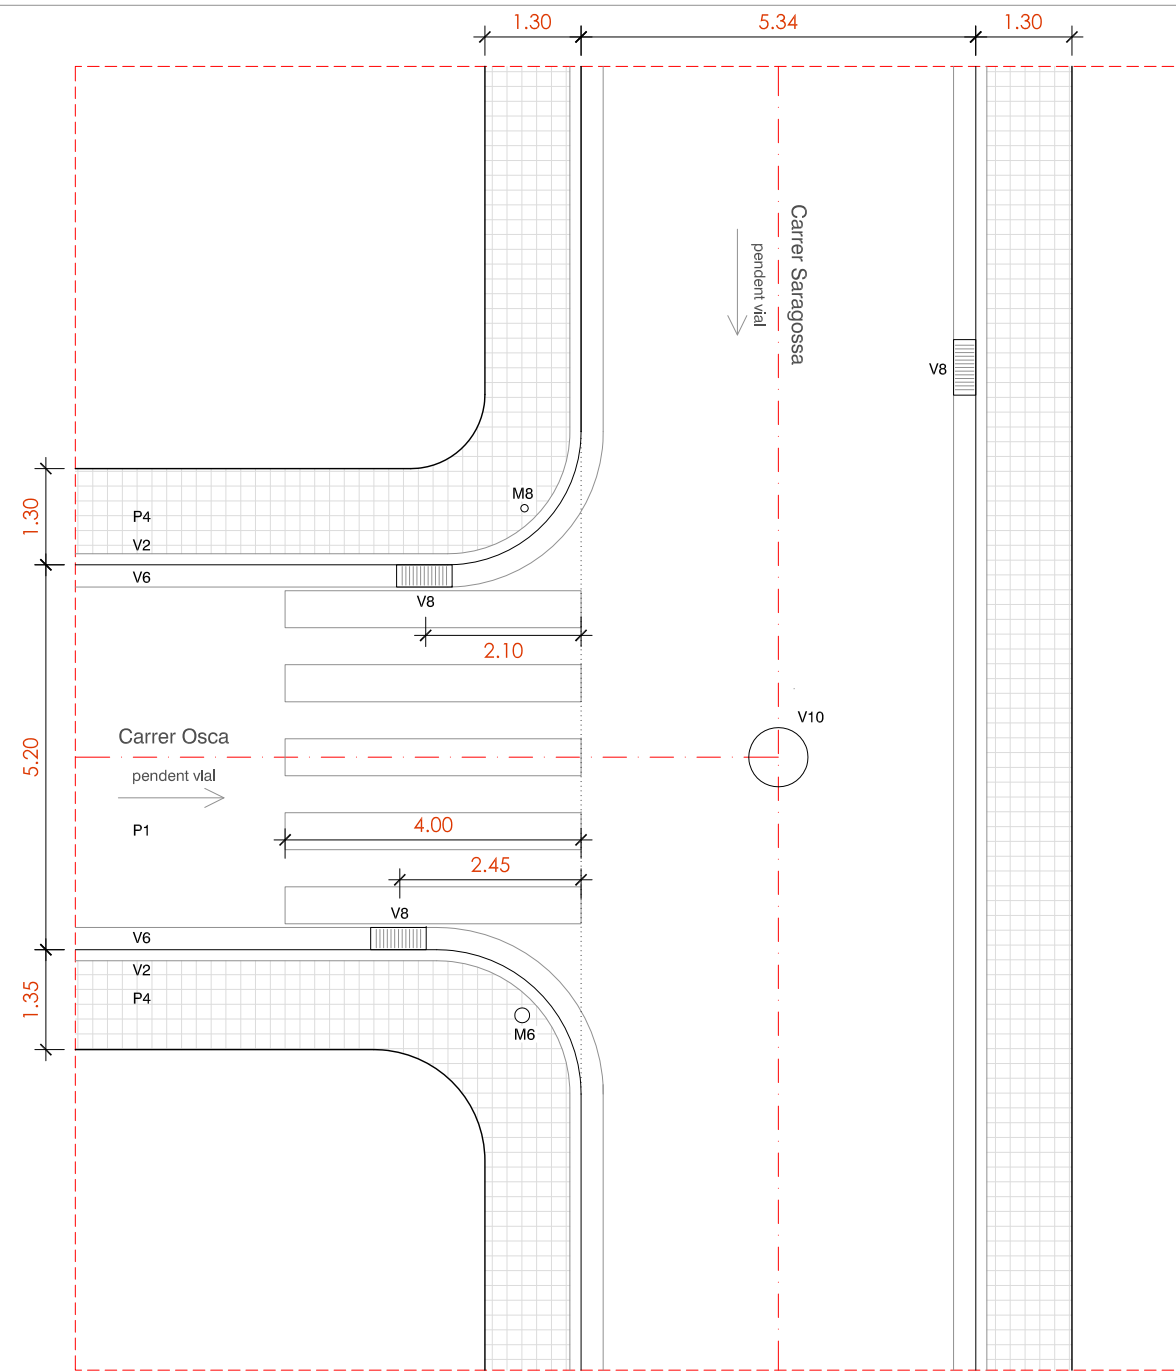 1.30
5.34
1.30
Carrer Saragossa
pendent vial
V8
M8
1.30
P4
V2
V6
V8
2.10
V10
Carrer Osca
5.20
pendent vial
P1
4.00
2.45
V8
V6
V2
P4
1.35
M6